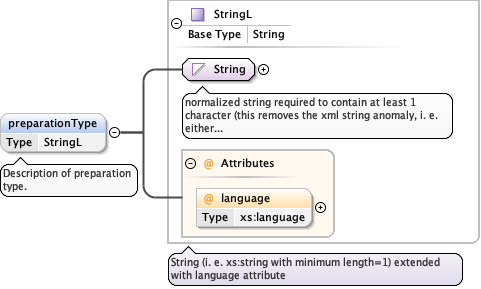 StringL
Base Type String
String
normalized string required to contain at least 1
character (this removes the xml string anomaly, i. e.
either...
preparationType
Type StringL
Description of preparation
type.
@ Attributes
@ language
Type xs:language
String (i. e. xs:string with minimum length=1) extended
with language attribute